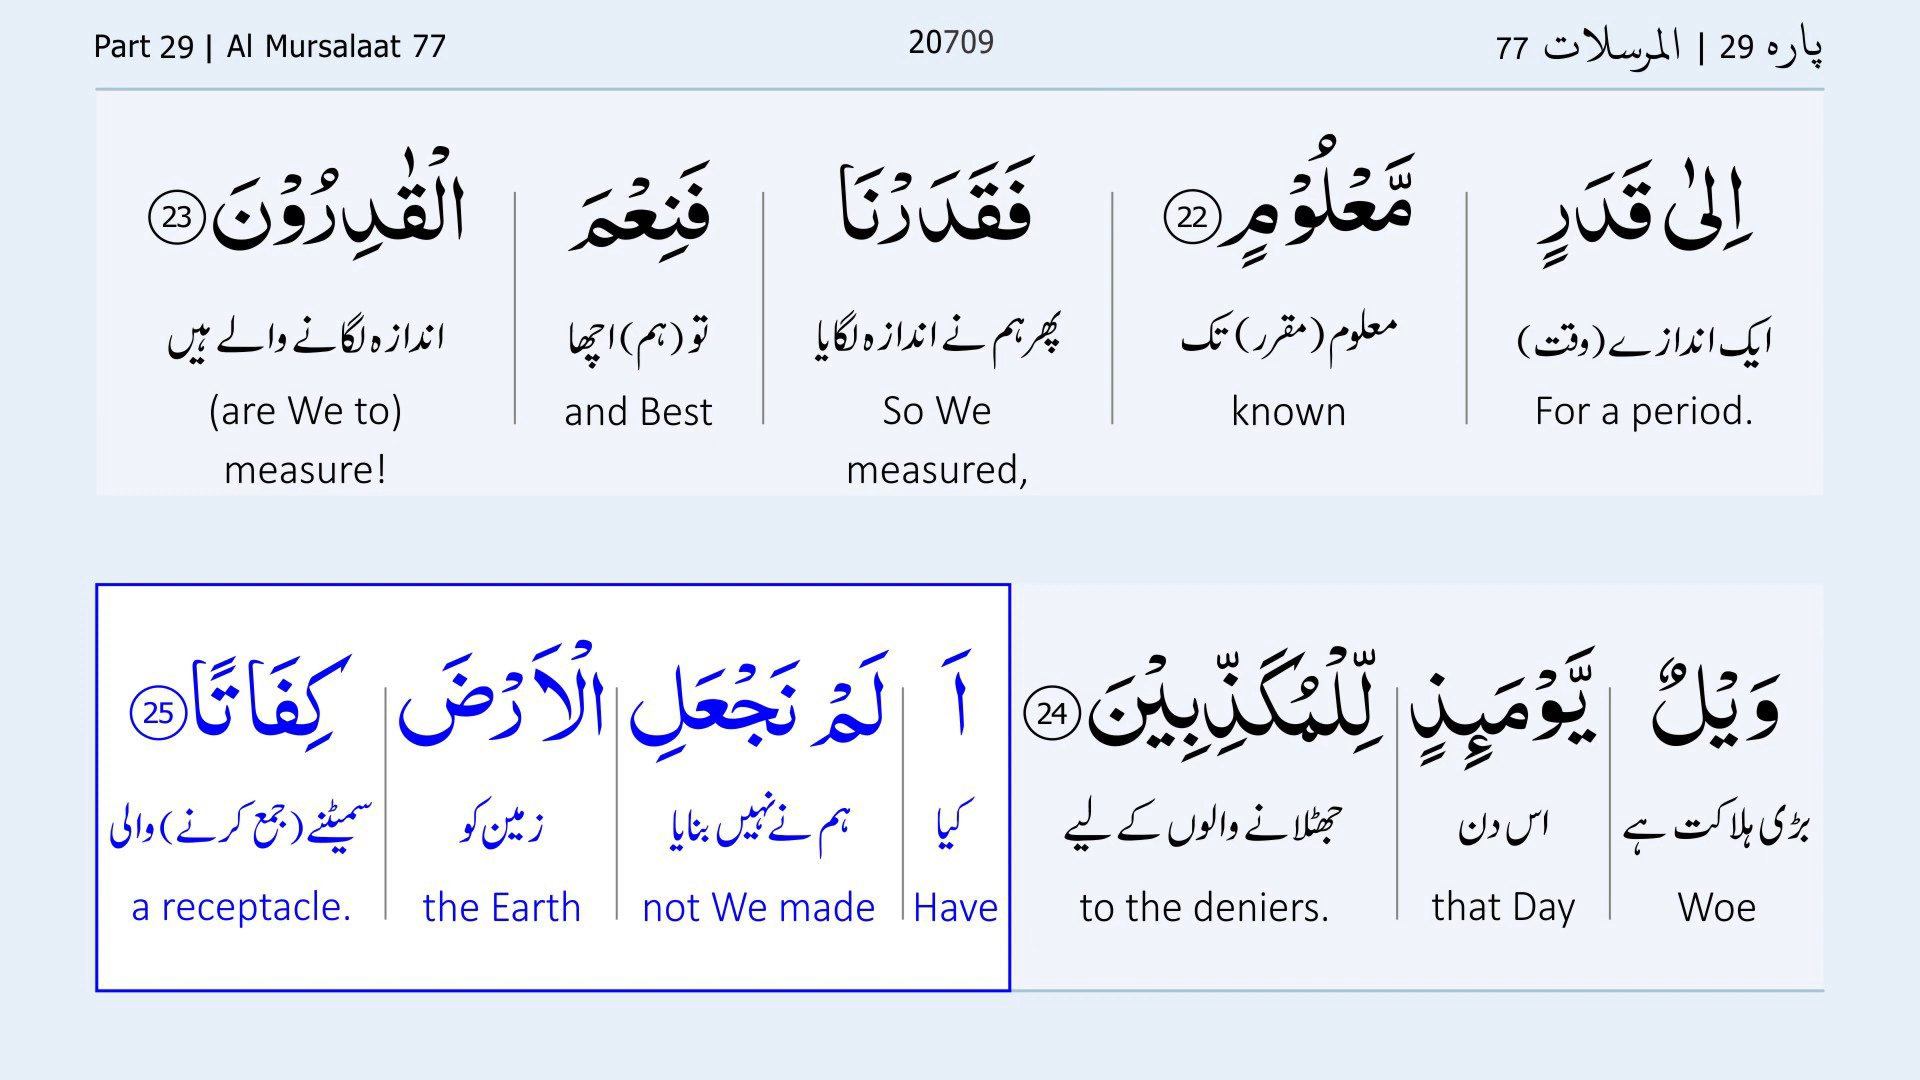 Part 29 | Al Mursalaat 77
20709
پارہ 29 | المرسلات 77
اِلٰى قَدَرٍ مَّعْلُوْمٍ ۙ 22 فَقَدَرْنَا ۖ فَنِعْمَ الْقٰدِرُوْنَ 23
ایک اندازے (وقت) معلوم (مقرر) تک پھر ہم نے اندازہ لگایا تو (ہم) اچھا اندازہ لگانے والے ہیں
For a period. known So We and Best (are We to)
measured, measure!
وَيْلٌ يَّوْمَىِٕذٍ لِّلْمُكَذِّبِيْنَ 24 اَ لَمْ نَجْعَلِ الْاَرْضَ كِفَاتًا 25
بڑی ہلاکت ہے اس دن جھٹلانے والوں کے لیے کیا ہم نے نہیں بنایا زمین کو سمیٹنے (جمع کرنے) والی
Woe that Day to the deniers. Have not We made the Earth a receptacle.